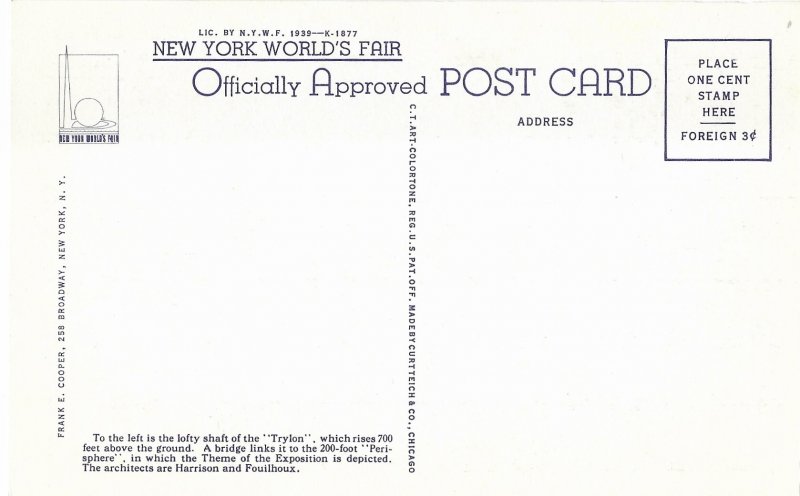 LIC. BY N.Y.W.F. 1939—K-1877
NEW YORK WORLD'S FAIR
Officially Approved POST CARD
ADDRESS
PLACE
ONE CENT
STAMP
HERE
FOREIGN 3¢
NEW YORK WORLD'S FAIR
FRANK E. COOPER, 258 BROADWAY, NEW YORK, N. Y.
C.T. ART-COLORTONE, REG. U.S. PAT. OFF. MADE BY CURT TEICH & CO., CHICAGO
To the left is the lofty shaft of the "Trylon", which rises 700
feet above the ground. A bridge links it to the 200-foot "Peri-
sphere", in which the Theme of the Exposition is depicted.
The architects are Harrison and Fouilhoux.